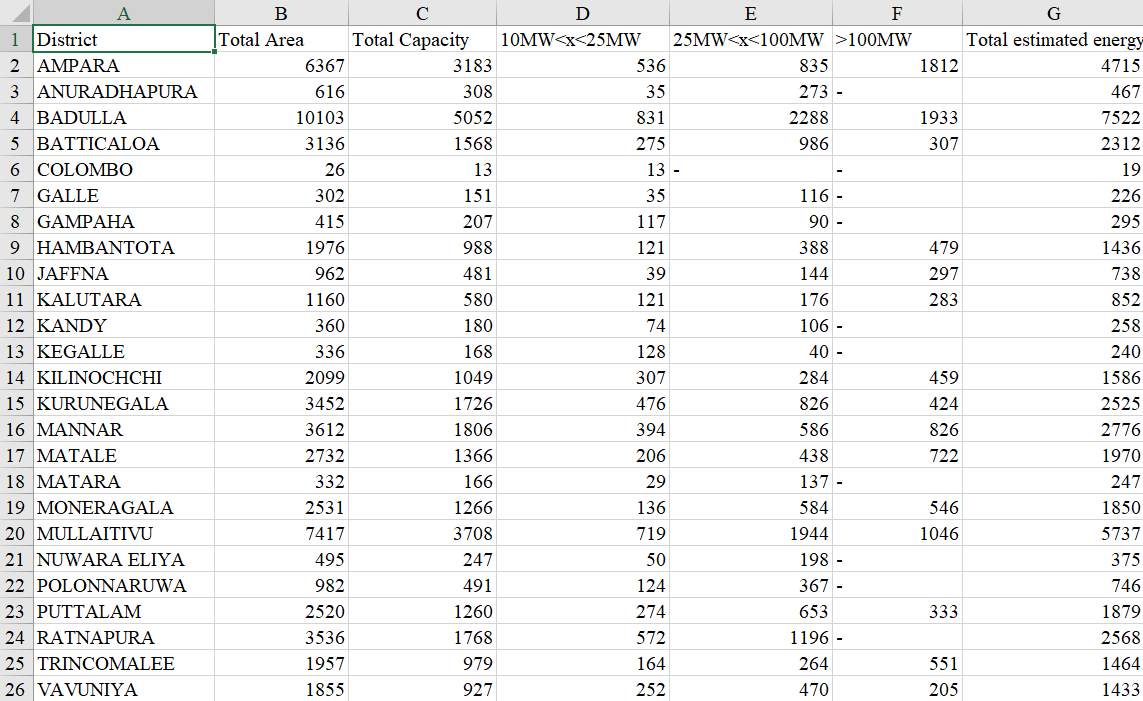 A B C D E F G
1 District Total Area Total Capacity 10MW<x<25MW 25MW<x<100MW >100MW Total estimated energy
2 AMPARA 6367 3183 536 835 1812 4715
3 ANURADHAPURA 616 308 35 273 - 467
4 BADULLA 10103 5052 831 2288 1933 7522
5 BATTICALOA 3136 1568 275 986 307 2312
6 COLOMBO 26 13 13 - - 19
7 GALLE 302 151 35 116 - 226
8 GAMPAHA 415 207 117 90 - 295
9 HAMBANTOTA 1976 988 121 388 479 1436
10 JAFFNA 962 481 39 144 297 738
11 KALUTARA 1160 580 121 176 283 852
12 KANDY 360 180 74 106 - 258
13 KEGALLE 336 168 128 40 - 240
14 KILINOCHCHI 2099 1049 307 284 459 1586
15 KURUNEGALA 3452 1726 476 826 424 2525
16 MANNAR 3612 1806 394 586 826 2776
17 MATALE 2732 1366 206 438 722 1970
18 MATARA 332 166 29 137 - 247
19 MONERAGALA 2531 1266 136 584 546 1850
20 MULLAITIVU 7417 3708 719 1944 1046 5737
21 NUWARA ELIYA 495 247 50 198 - 375
22 POLONNARUWA 982 491 124 367 - 746
23 PUTTALAM 2520 1260 274 653 333 1879
24 RATNAPURA 3536 1768 572 1196 - 2568
25 TRINCOMALEE 1957 979 164 264 551 1464
26 VAVUNIYA 1855 927 252 470 205 1433